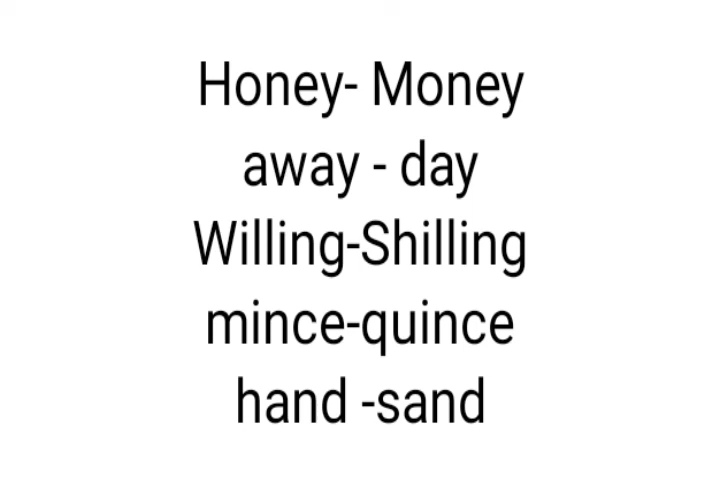 Honey- Money
away - day
Willing-Shilling
mince-quince
hand -sand